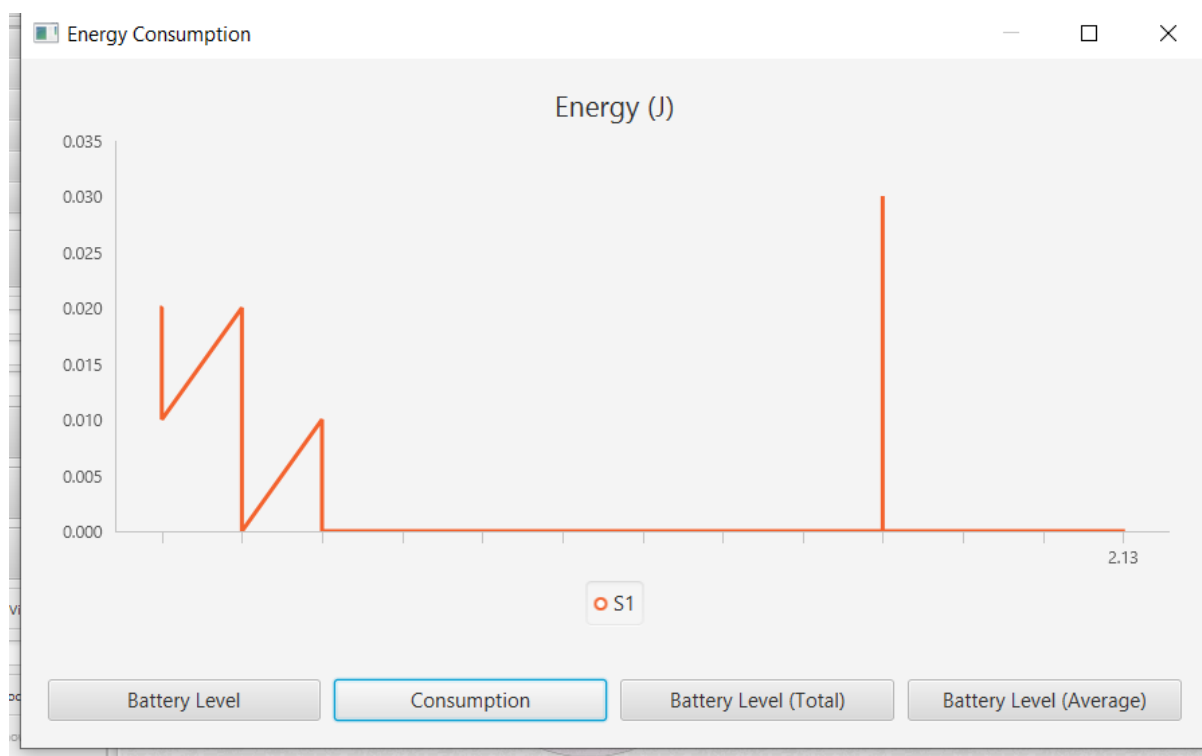 Energy Consumption
Energy (J)
0.035
0.030
0.025
0.020
0.015
0.010
0.005
0.000
2.13
S1
Battery Level
Consumption
Battery Level (Total)
Battery Level (Average)